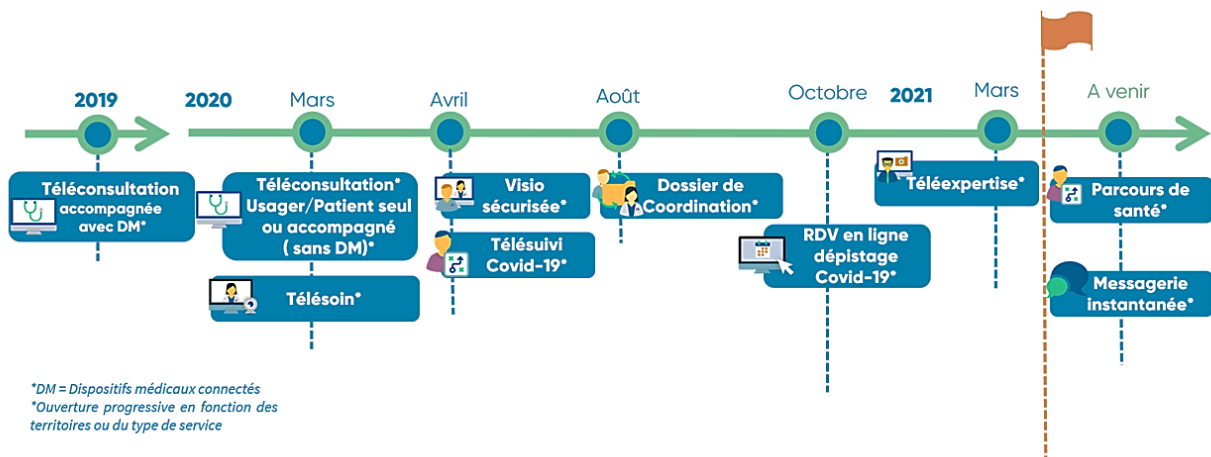 2019
2020
Mars
Avril
Août
Octobre
2021
Mars
A venir
Téléconsultation
accompagnée
avec DM*
Téléconsultation*
Usager/Patient seul
ou accompagné
( sans DM)*
Télésoin*
Visio
sécurisée*
Télésuivi
Covid-19*
Dossier de
Coordination*
RDV en ligne
dépistage
Covid-19*
Téléexpertise*
Parcours de
santé*
Messagerie
instantanée*
*DM = Dispositifs médicaux connectés
*Ouverture progressive en fonction des
territoires ou du type de service